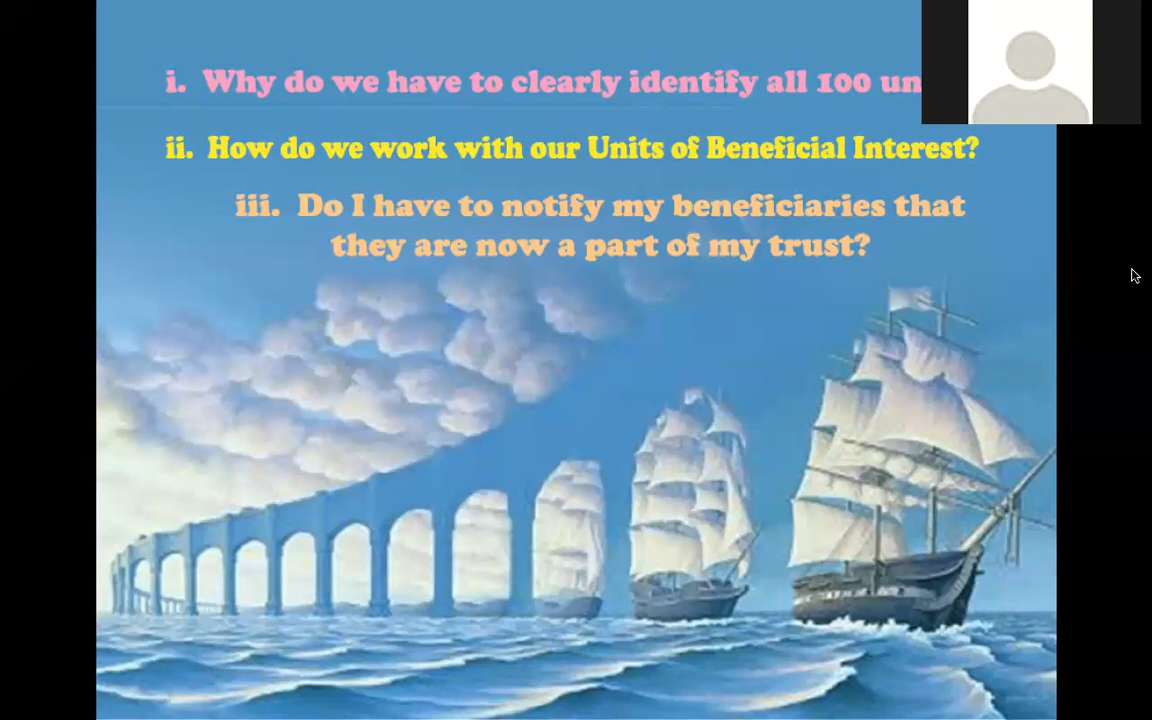 i. Why do we have to clearly identify all 100
ii. How do we work with our Units of Beneficial Interest?
iii. Do I have to notify my beneficiaries that
they are now a part of my trust?